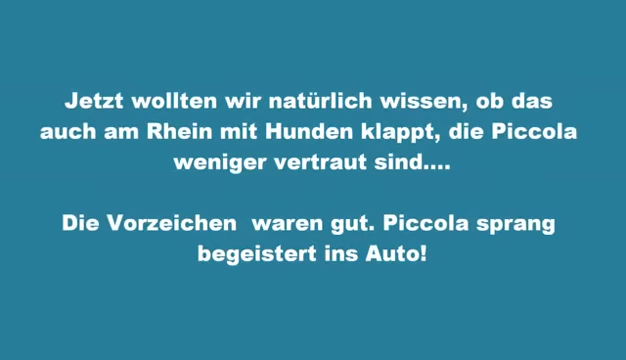 Jetzt wollten wir natürlich wissen, ob das
auch am Rhein mit Hunden klappt, die Piccola
weniger vertraut sind....
Die Vorzeichen  waren gut. Piccola sprang
begeistert ins Auto!